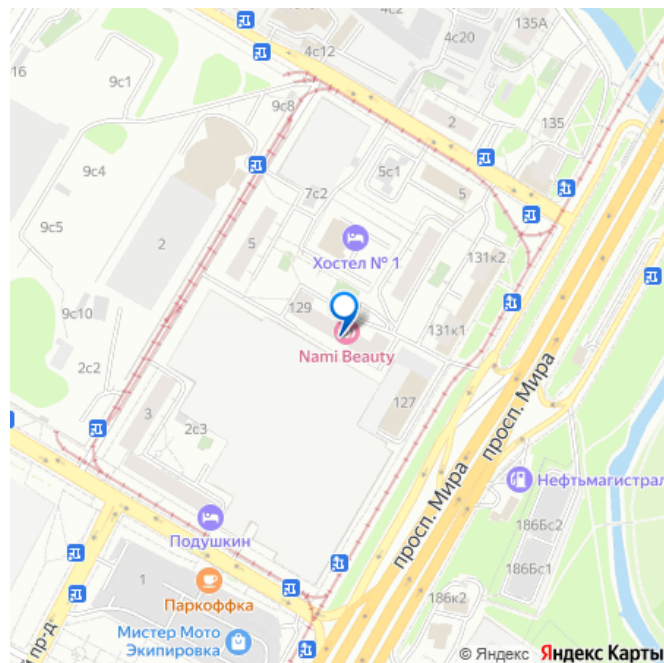 135А
4с20
4с12
16
9с1
9с8
2
135
9с4
5с1
7с2
5
9с5
5
2
Хостел № 1
131к2
9с10
129
131к1
Nami Beauty
2с2
просп. Мира
127
3
2с3
Нефтьмагистрал
просп. Мира
186Бс2
Подушкин
186Бс1
1
Паркоффка
186к2
Мистер Мото
Экипировка
й пр-д
© Яндекс Яндекс Карты